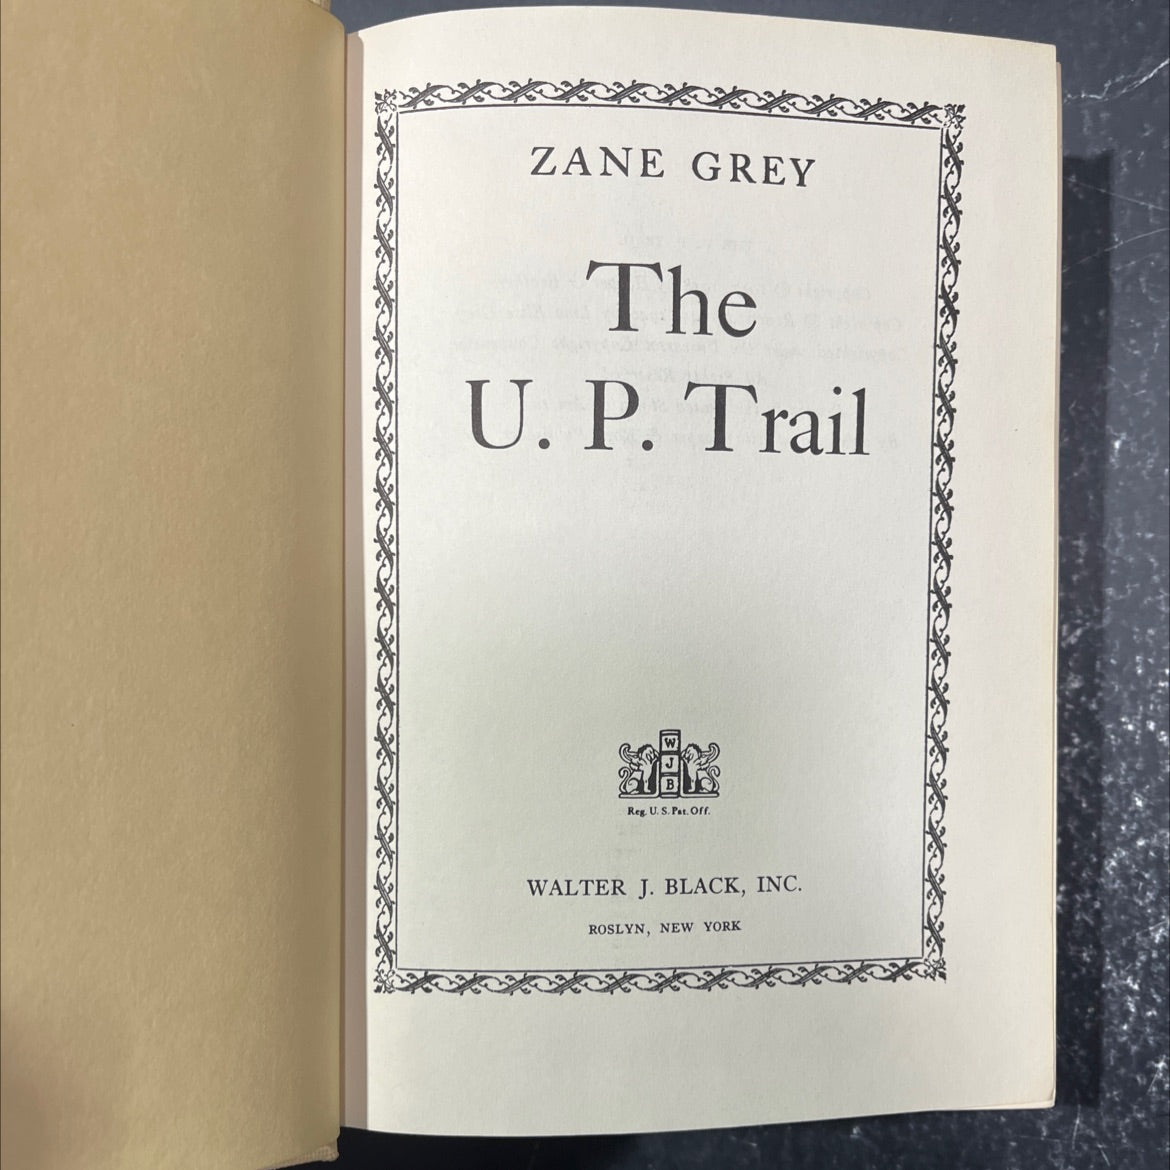 ZANE GREY
The
U. P. Trail
W
J
B
Reg. U. S. Pat. Off.
WALTER J. BLACK, INC.
ROSLYN, NEW YORK